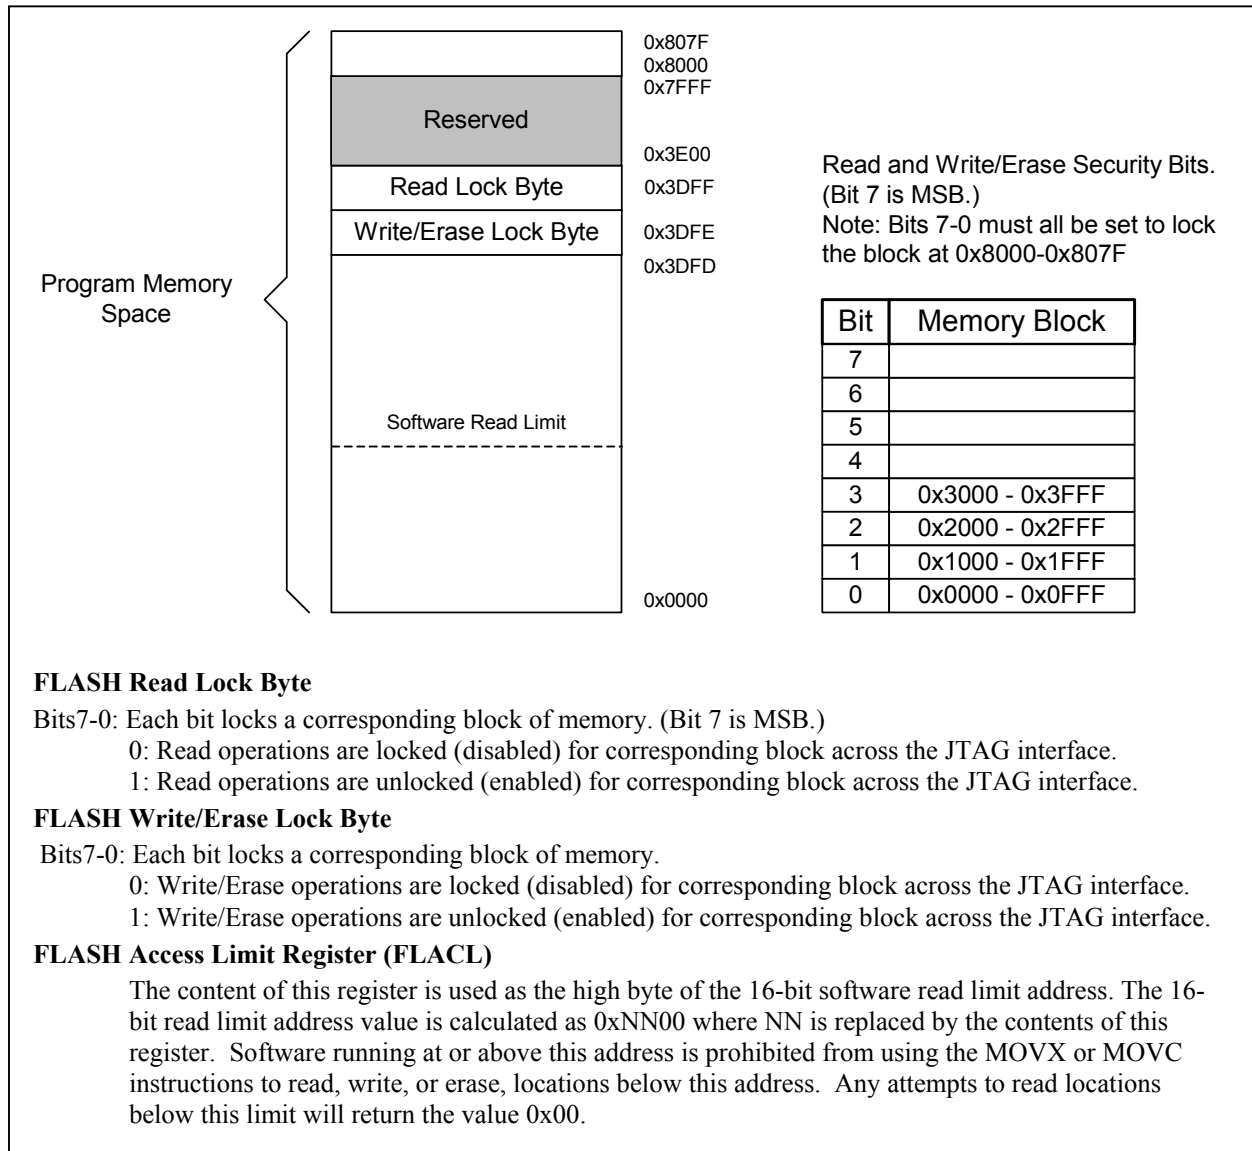 0x807F
0x8000
0x7FFF
Reserved
0x3E00
Read Lock Byte
0x3DFF
Write/Erase Lock Byte
0x3DFE
0x3DFD
Program Memory
Space
Software Read Limit
0x0000
Read and Write/Erase Security Bits.
(Bit 7 is MSB.)
Note: Bits 7-0 must all be set to lock
the block at 0x8000-0x807F
Bit Memory Block
7
6
5
4
3 0x3000 - 0x3FFF
2 0x2000 - 0x2FFF
1 0x1000 - 0x1FFF
0 0x0000 - 0x0FFF
FLASH Read Lock Byte
Bits7-0: Each bit locks a corresponding block of memory. (Bit 7 is MSB.)
0: Read operations are locked (disabled) for corresponding block across the JTAG interface.
1: Read operations are unlocked (enabled) for corresponding block across the JTAG interface.
FLASH Write/Erase Lock Byte
Bits7-0: Each bit locks a corresponding block of memory.
0: Write/Erase operations are locked (disabled) for corresponding block across the JTAG interface.
1: Write/Erase operations are unlocked (enabled) for corresponding block across the JTAG interface.
FLASH Access Limit Register (FLACL)
The content of this register is used as the high byte of the 16-bit software read limit address. The 16-
bit read limit address value is calculated as 0xNN00 where NN is replaced by the contents of this
register. Software running at or above this address is prohibited from using the MOVX or MOVC
instructions to read, write, or erase, locations below this address. Any attempts to read locations
below this limit will return the value 0x00.